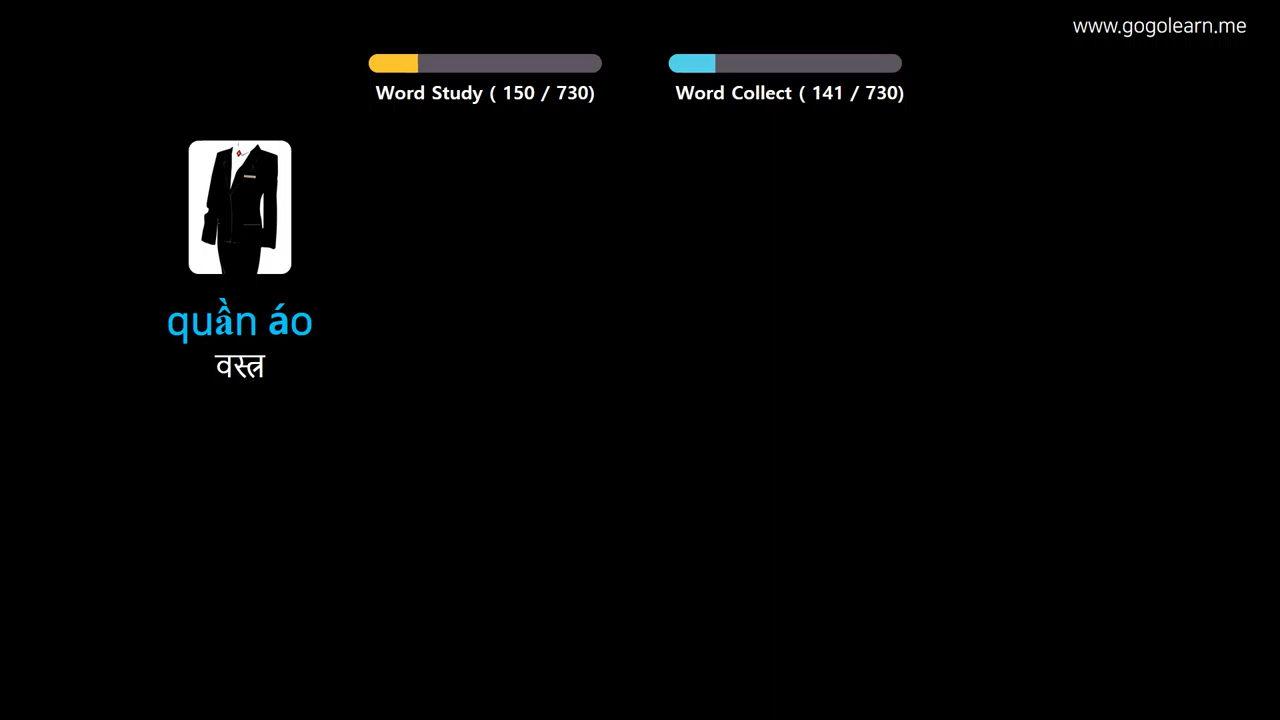 www.gogolearn.me
Word Study ( 150 / 730)
Word Collect ( 141 / 730)
quần áo
वस्त्र